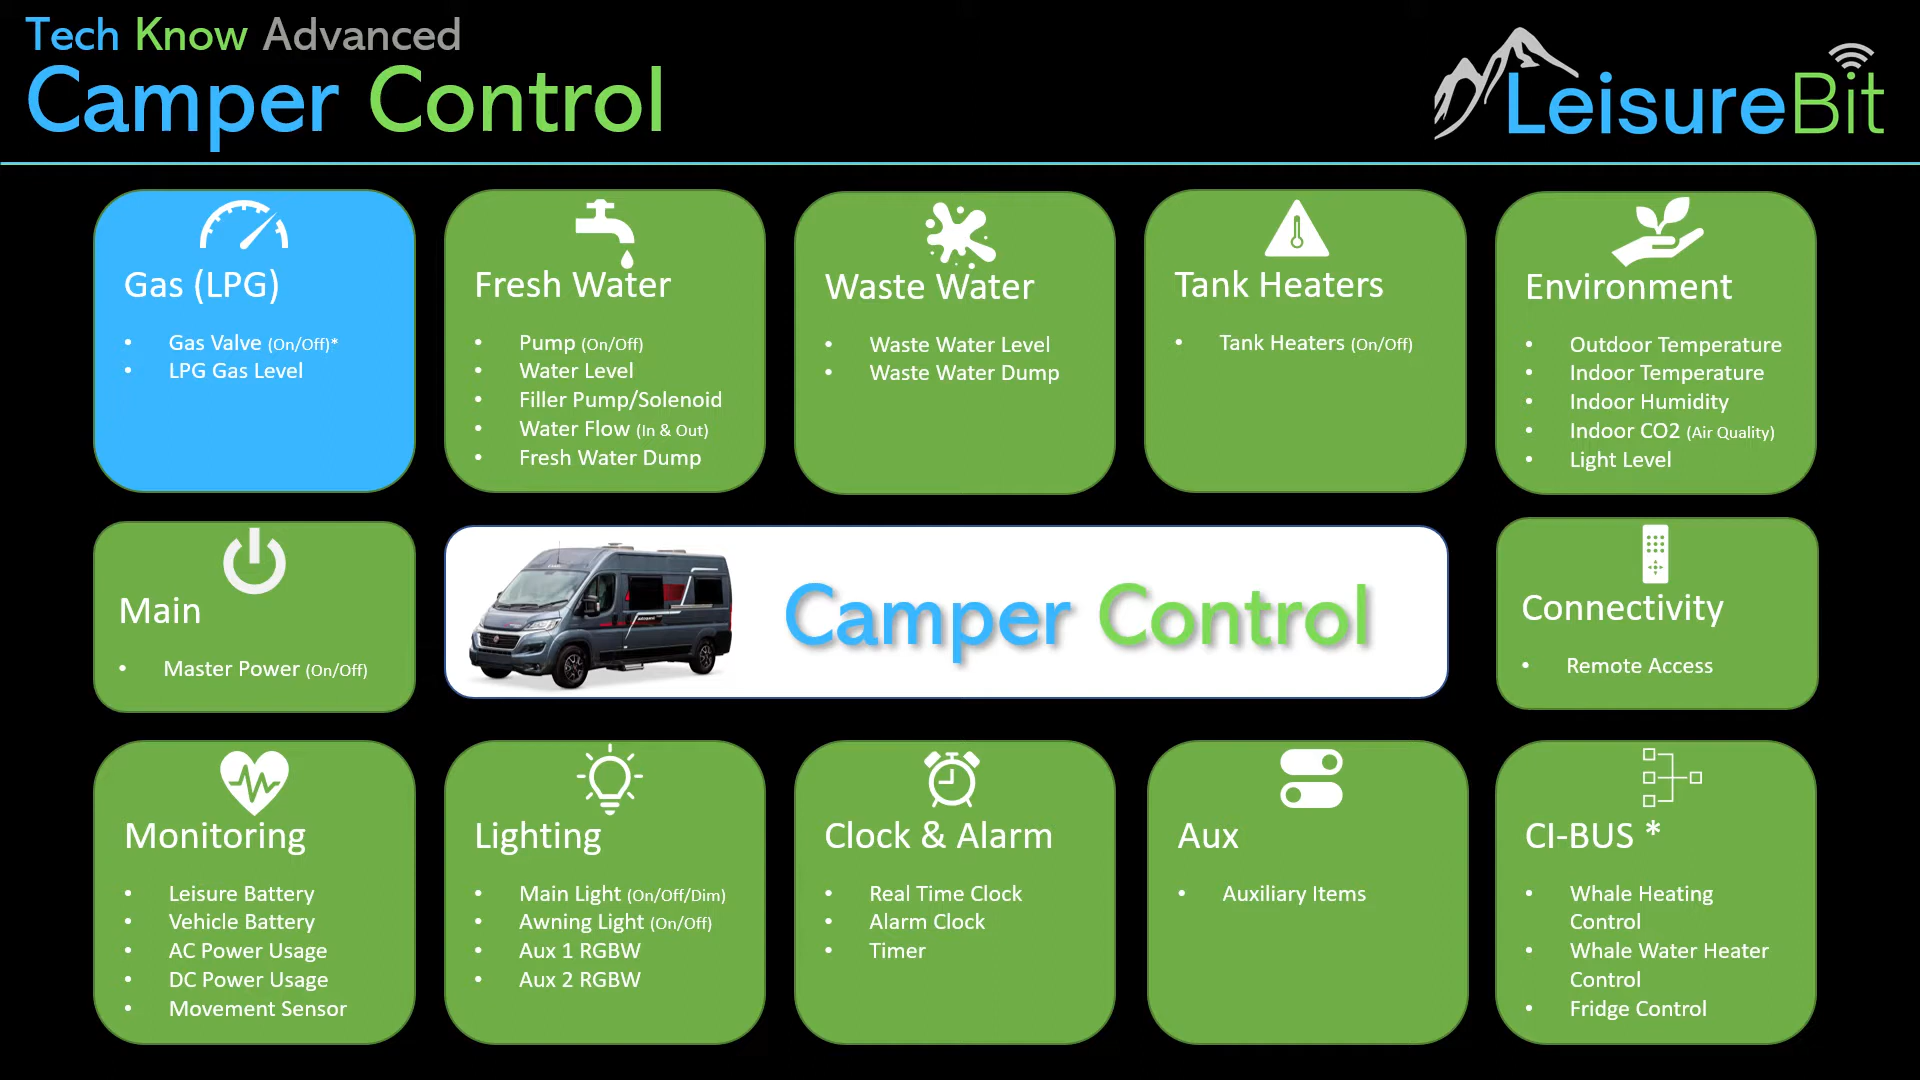 Tech Know Advanced
Camper Control
LeisureBit
Gas (LPG)
• Gas Valve (On/Off)*
• LPG Gas Level
Fresh Water
• Pump (On/Off)
• Water Level
• Filler Pump/Solenoid
• Water Flow (In & Out)
• Fresh Water Dump
Waste Water
• Waste Water Level
• Waste Water Dump
Tank Heaters
• Tank Heaters (On/Off)
Environment
• Outdoor Temperature
• Indoor Temperature
• Indoor Humidity
• Indoor CO2 (Air Quality)
• Light Level
Main
• Master Power (On/Off)
Camper Control
Connectivity
• Remote Access
Monitoring
• Leisure Battery
• Vehicle Battery
• AC Power Usage
• DC Power Usage
• Movement Sensor
Lighting
• Main Light (On/Off/Dim)
• Awning Light (On/Off)
• Aux 1 RGBW
• Aux 2 RGBW
Clock & Alarm
• Real Time Clock
• Alarm Clock
• Timer
Aux
• Auxiliary Items
CI-BUS *
• Whale Heating
Control
• Whale Water Heater
Control
• Fridge Control